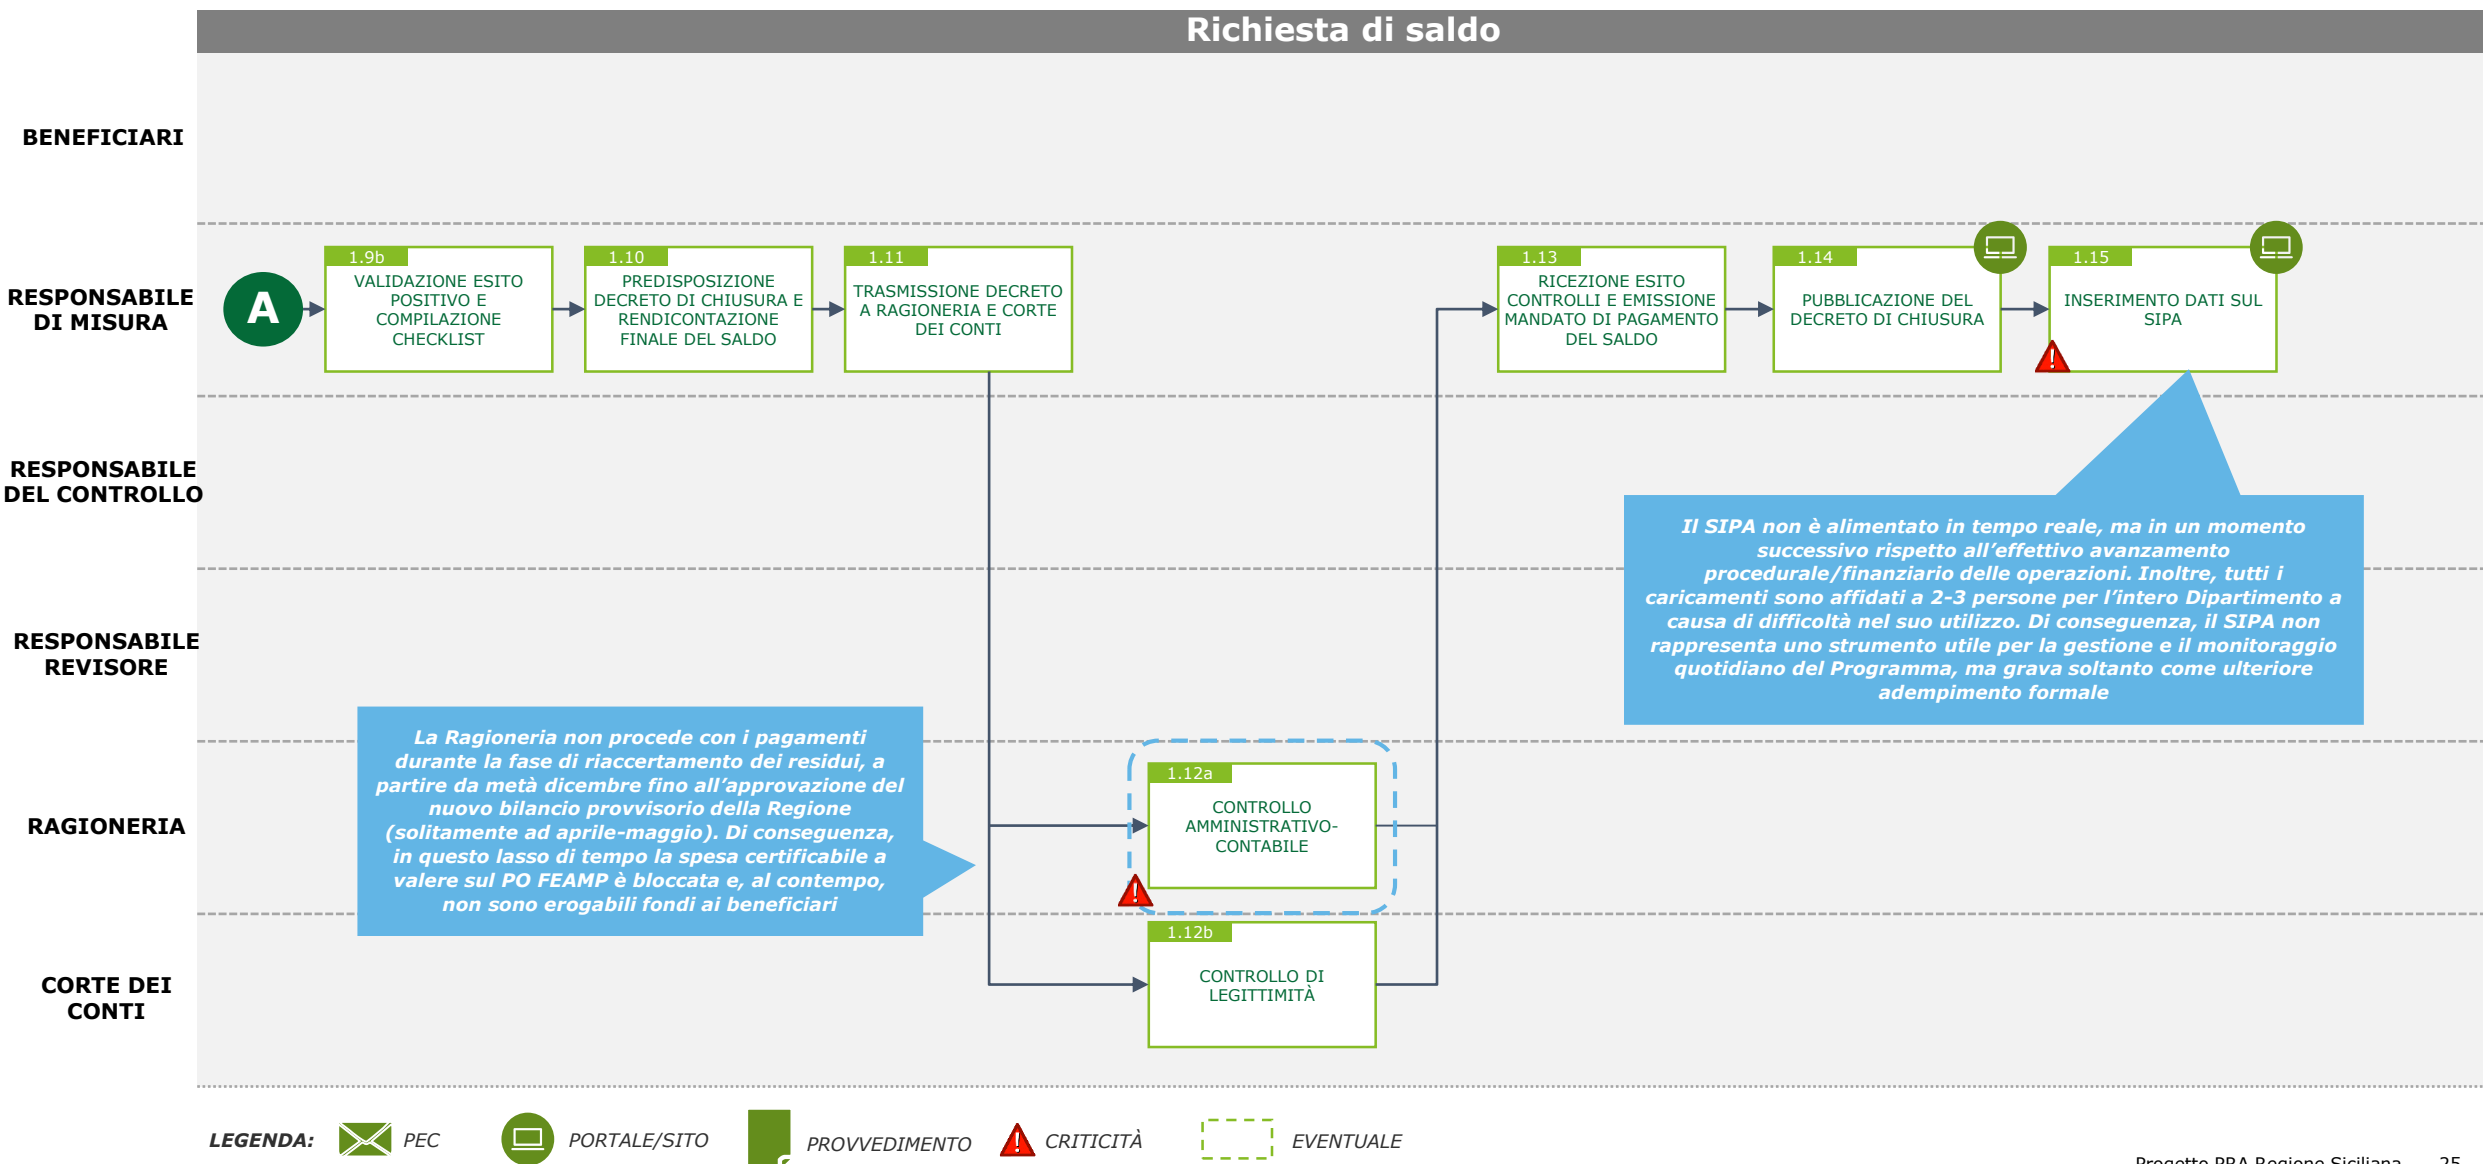 Richiesta di saldo
BENEFICIARI
RESPONSABILE
DI MISURA
A
1.9b
VALIDAZIONE ESITO
POSITIVO E
COMPILAZIONE
CHECKLIST
1.10
PREDISPOSIZIONE
DECRETO DI CHIUSURA E
RENDICONTAZIONE
FINALE DEL SALDO
1.11
TRASMISSIONE DECRETO
A RAGIONERIA E CORTE
DEI CONTI
1.13
RICEZIONE ESITO
CONTROLLI E EMISSIONE
MANDATO DI PAGAMENTO
DEL SALDO
1.14
PUBBLICAZIONE DEL
DECRETO DI CHIUSURA
1.15
INSERIMENTO DATI SUL
SIPA
RESPONSABILE
DEL CONTROLLO
Il SIPA non è alimentato in tempo reale, ma in un momento
successivo rispetto all'effettivo avanzamento
procedurale/finanziario delle operazioni. Inoltre, tutti i
caricamenti sono affidati a 2-3 persone per l'intero Dipartimento a
causa di difficoltà nel suo utilizzo. Di conseguenza, il SIPA non
rappresenta uno strumento utile per la gestione e il monitoraggio
quotidiano del Programma, ma grava soltanto come ulteriore
adempimento formale
RESPONSABILE
REVISORE
La Ragioneria non procede con i pagamenti
durante la fase di riaccertamento dei residui, a
partire da metà dicembre fino all'approvazione del
nuovo bilancio provvisorio della Regione
(solitamente ad aprile-maggio). Di conseguenza,
in questo lasso di tempo la spesa certificabile a
valere sul PO FEAMP è bloccata e, al contempo,
non sono erogabili fondi ai beneficiari
RAGIONERIA
1.12a
CONTROLLO
AMMINISTRATIVO-
CONTABILE
CORTE DEI
CONTI
1.12b
CONTROLLO DI
LEGITTIMITÀ
LEGENDA:
PEC
PORTALE/SITO
PROVVEDIMENTO
CRITICITÀ
EVENTUALE
Progetto PRA Regione Siciliana 25